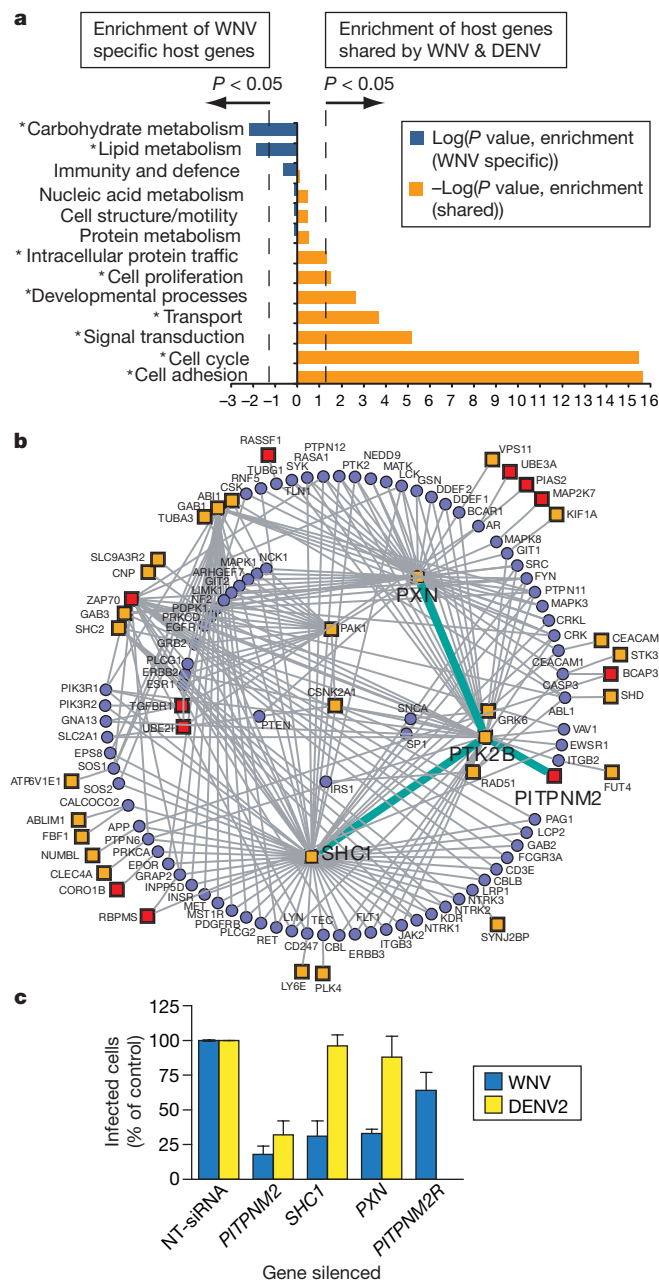 a
Enrichment of WNV
specific host genes
Enrichment of host genes
shared by WNV & DENV
P < 0.05
P < 0.05
*Carbohydrate metabolism
*Lipid metabolism
Immunity and defence
Nucleic acid metabolism
Cell structure/motility
Protein metabolism
*Intracellular protein traffic
*Cell proliferation
*Developmental processes
*Transport
*Signal transduction
*Cell cycle
*Cell adhesion
Log(P value, enrichment
(WNV specific))
–Log(P value, enrichment
(shared))
−3 −2 −1 0 1 2 3 4 5 6 7 8 9 10 11 12 13 14 15 16
b
RASSF1
TUBG1
TLN1
SYK
RASA1
PTPN12
PTK2
NEDD9
MATK
LCK
GSN
DDEF2
DDEF1
BCAR1
AR
VPS11
UBE3A
PIAS2
MAP2K7
KIF1A
RNF5
CSK
ABI1
GAB1
TUBA3
SLC9A3R2
CNP
ZAP70
GAB3
SHC2
NCK1
MAPK1
ARHGEF7
GIT2
LIMK1
NF2
PDPK1
PRKCD
EGFR
GRB2
PLCG1
ERBB2
ESR1
TGFBR1
UBE2I
PXN
PAK1
CSNK2A1
PTEN
SNCA
SP1
IRS1
GRK6
PTK2B
RAD51
PITPNM2
SHC1
MAPK8
GIT1
SRC
FYN
PTPN11
MAPK3
CRKL
CRK
CEACAM1
CASP3
ABL1
CEACAM
STK3
BCAP3
SHD
VAV1
EWSR1
ITGB2
FUT4
PIK3R1
PIK3R2
GNA13
SLC2A1
EPS8
SOS1
SOS2
ATP6V1E1
CALCOCO2
ABLIM1
FBF1
NUMBL
CLEC4A
CORO1B
RBPMS
APP
PTPN6
PRKCA
EPOR
GRAP2
INPP5D
INSR
MET
MST1R
PDGFRB
PLCG2
RET
LYN
CD247
TEC
CBL
ERBB3
FLT1
ITGB3
JAK2
NTRK1
KDR
NTRK2
NTRK3
LRP1
CBLB
CD3E
FCGR3A
GAB2
LCP2
PAG1
SYNJ2BP
LY6E
PLK4
c
Infected cells
(% of control)
125
100
75
50
25
0
WNV
DENV2
NT-siRNA
PITPNM2
SHC1
PXN
PITPNM2R
Gene silenced